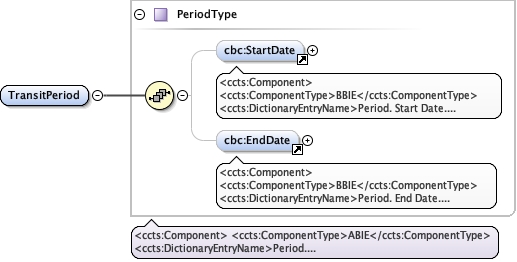 PeriodType
cbc:StartDate
<ccts:Component>
<ccts:ComponentType>BBIE</ccts:ComponentType>
<ccts:DictionaryEntryName>Period. Start Date....
TransitPeriod
cbc:EndDate
<ccts:Component>
<ccts:ComponentType>BBIE</ccts:ComponentType>
<ccts:DictionaryEntryName>Period. End Date....
<ccts:Component> <ccts:ComponentType>ABIE</ccts:ComponentType>
<ccts:DictionaryEntryName>Period....